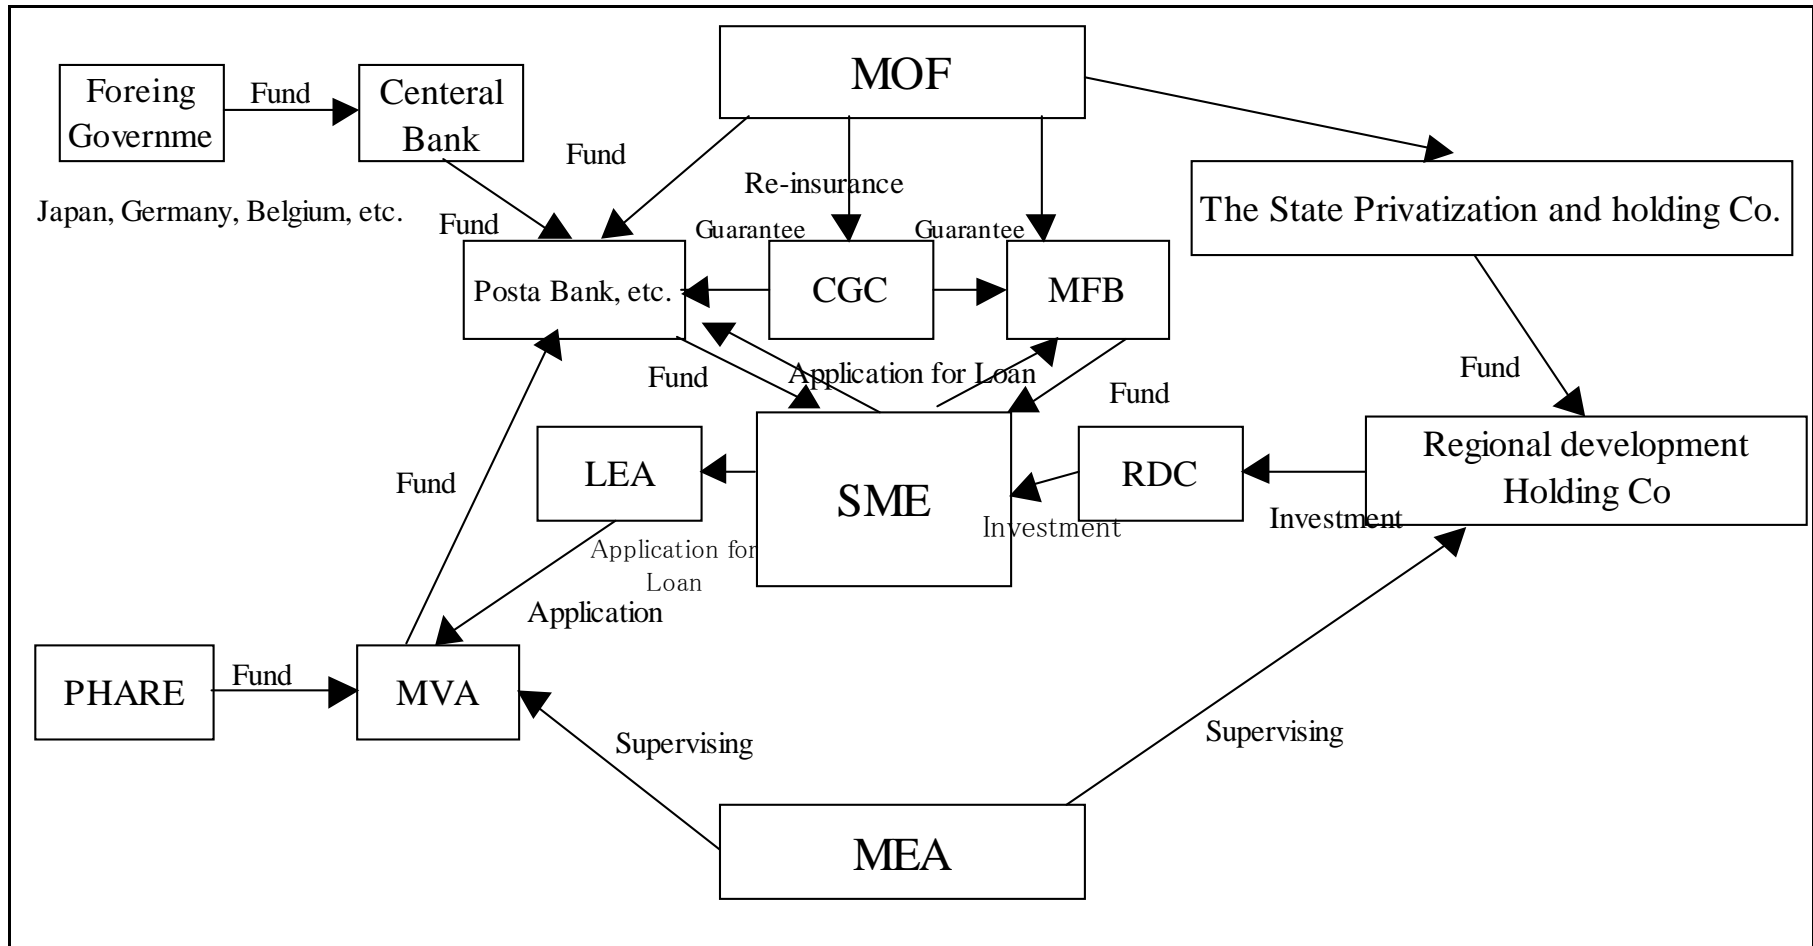 MOF
Foreing
Governme
Fund
Centeral
Bank
Fund
Re-insurance
Japan, Germany, Belgium, etc.
The State Privatization and holding Co.
Fund
Guarantee
Guarantee
Posta Bank, etc.
CGC
MFB
Fund
Application for Loan
Fund
Fund
LEA
SME
RDC
Regional development
Holding Co
Fund
Investment
Investment
Application for
Loan
Application
PHARE
Fund
MVA
Supervising
Supervising
MEA